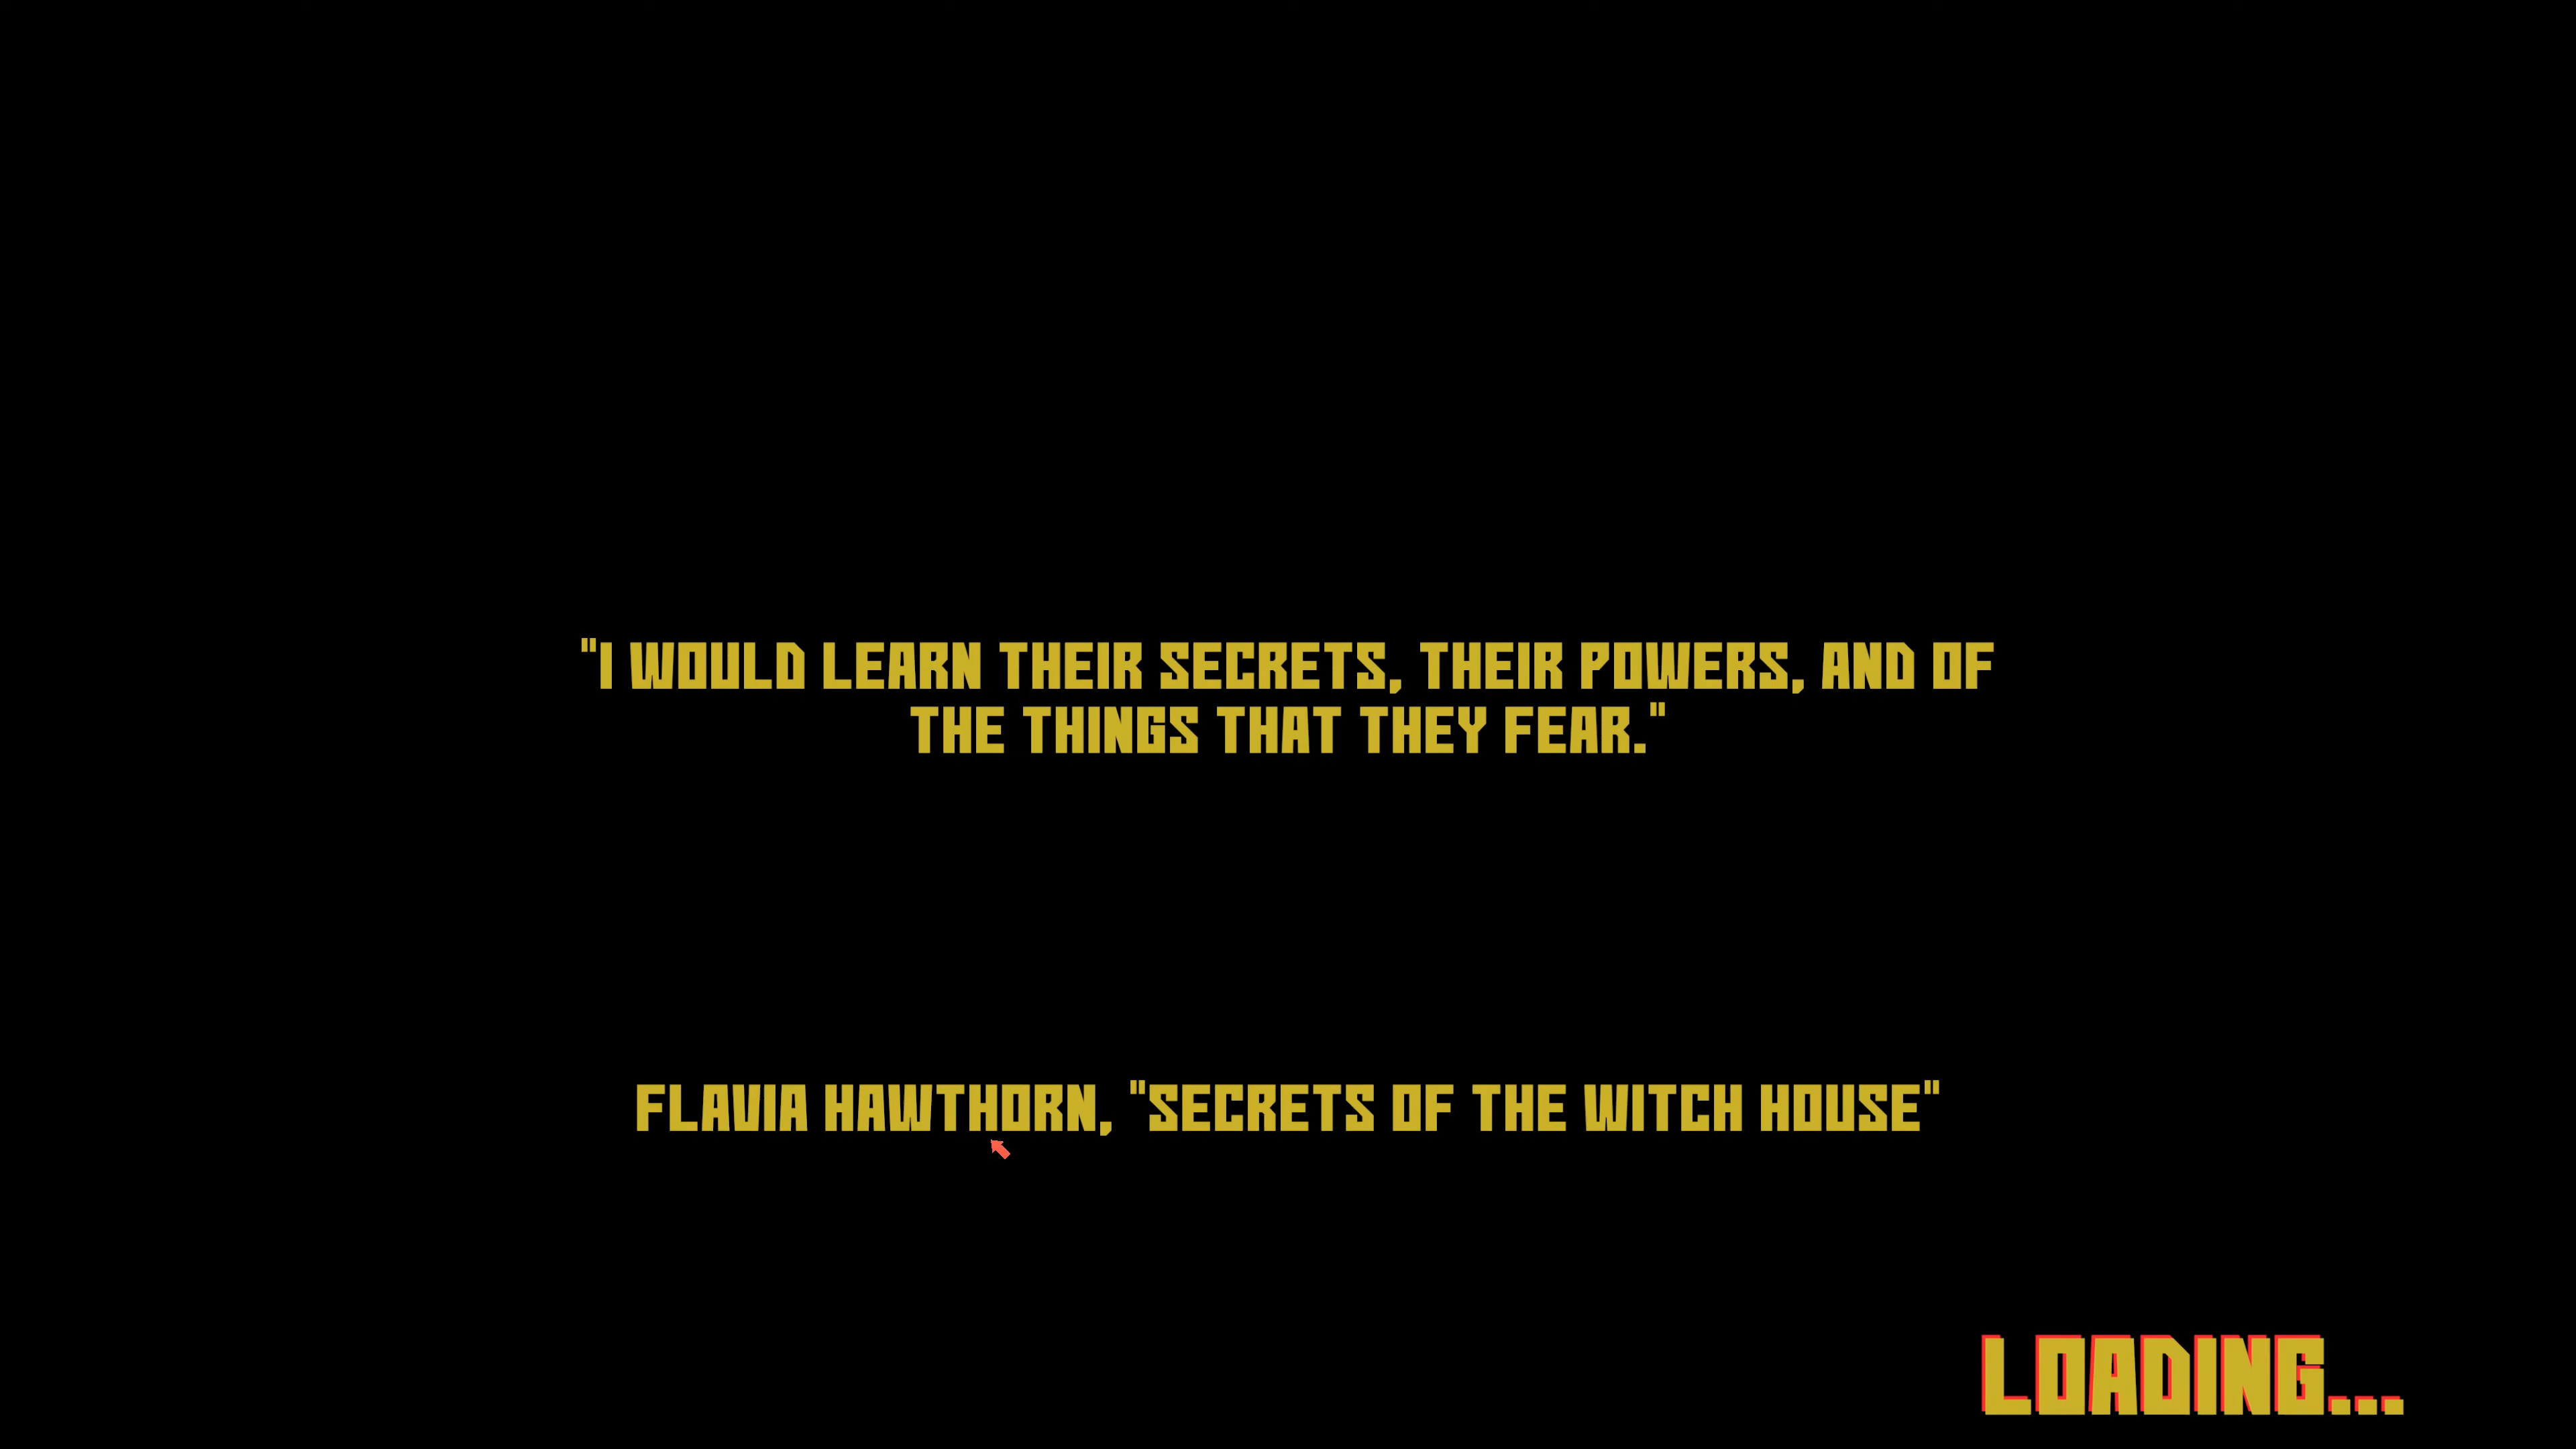 "I WOULD LEARN THEIR SECRETS, THEIR POWERS, AND OF
THE THINGS THAT THEY FEAR."
FLAVIA HAWTHORN, "SECRETS OF THE WITCH HOUSE"
LOADING...